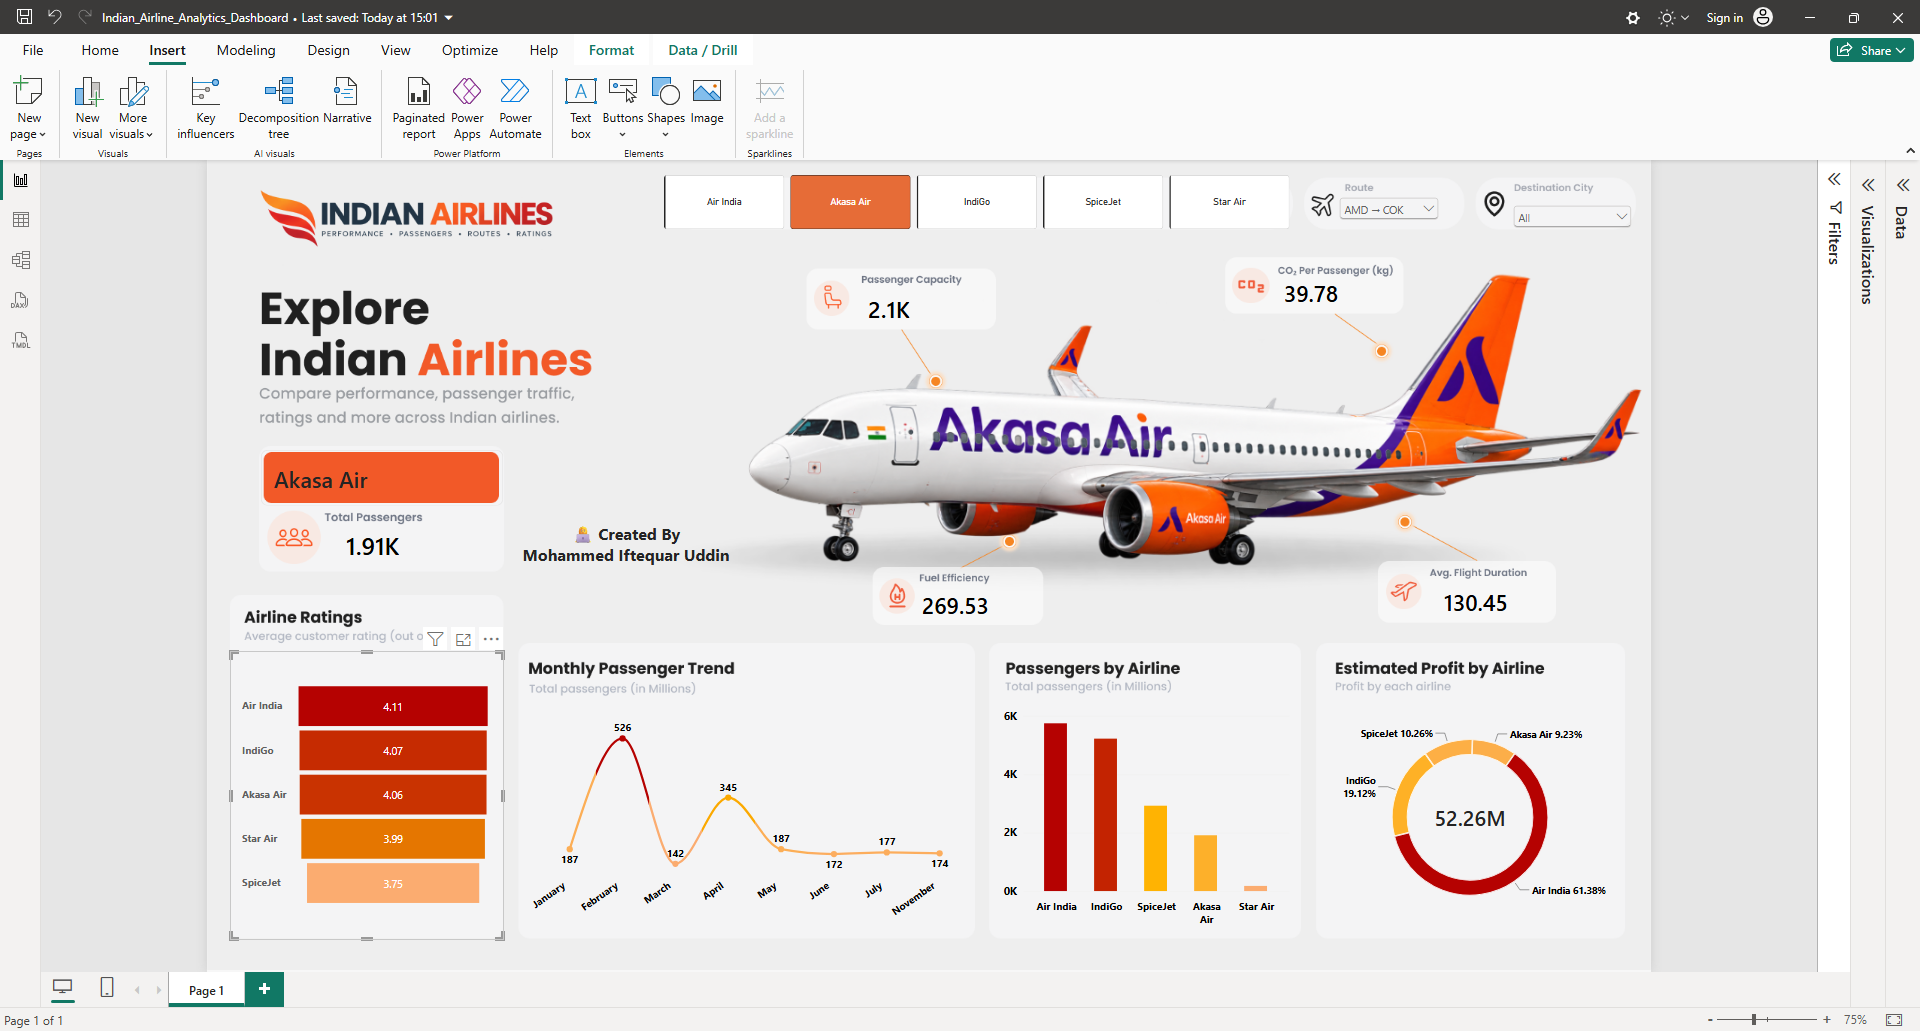 Indian_Airline_Analytics_Dashboard • Last saved: Today at 15:01
Sign in
File
Home
Insert
Modeling
Design
View
Optimize
Help
Format
Data / Drill
Share
New page
New visual
More visuals
Key influencers
Decomposition tree
Narrative
Paginated report
Power Apps
Power Automate
Text box
Buttons
Shapes
Image
Add a sparkline
Pages
Visuals
AI visuals
Power Platform
Elements
Sparklines
DAX
TMDL
INDIAN AIRLINES
PERFORMANCE • PASSENGERS • ROUTES • RATINGS
Air India
Akasa Air
IndiGo
SpiceJet
Star Air
Route
AMD → COK
Destination City
All
Filters
Visualizations
Data
Explore
Indian Airlines
Compare performance, passenger traffic,
ratings and more across Indian airlines.
Passenger Capacity
2.1K
CO₂ Per Passenger (kg)
CO2
39.78
Akasa Air
Akasa Air
Akasa Air
Total Passengers
1.91K
Created By
Mohammed Iftequar Uddin
Fuel Efficiency
H
269.53
Avg. Flight Duration
130.45
Airline Ratings
Average customer rating (out o
Air India
4.11
IndiGo
4.07
Akasa Air
4.06
Star Air
3.99
SpiceJet
3.75
Monthly Passenger Trend
Total passengers (in Millions)
187
526
142
345
187
172
177
174
January
February
March
April
May
June
July
November
Passengers by Airline
Total passengers (in Millions)
6K
4K
2K
0K
Air India
IndiGo
SpiceJet
Akasa
Air
Star Air
Estimated Profit by Airline
Profit by each airline
SpiceJet 10.26%
Akasa Air 9.23%
IndiGo
19.12%
52.26M
Air India 61.38%
Page 1
Page 1 of 1
75%